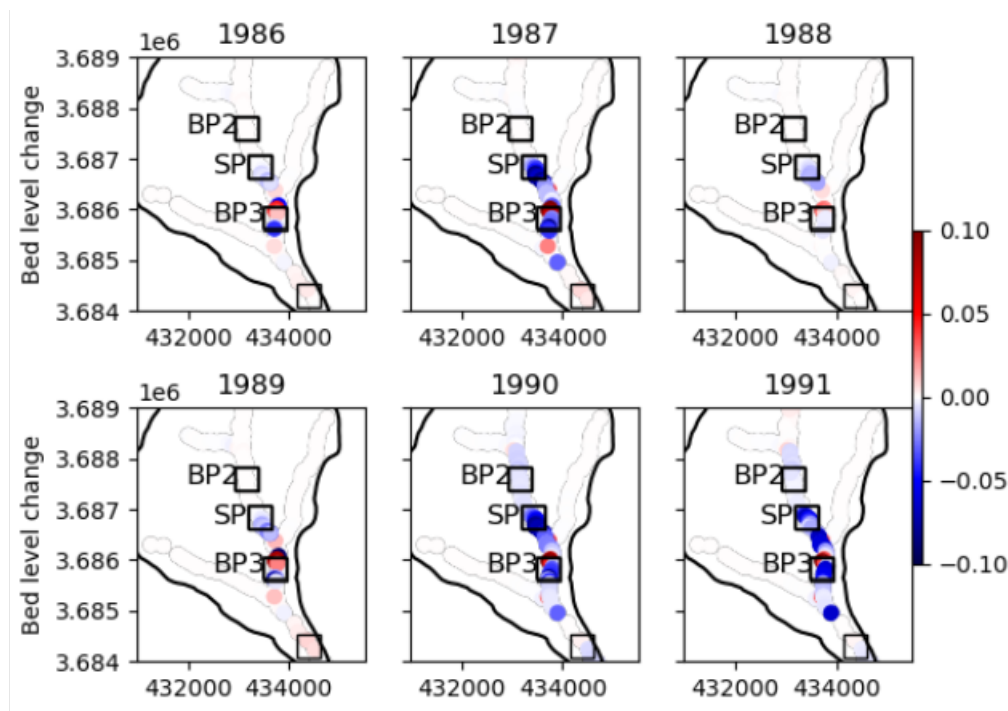 1986 1987 1988
1e6
Bed level change
3.689
3.688
3.687
3.686
3.685
3.684
BP2 BP2 BP2
SP SP SP
BP3 BP3 BP3
432000 434000 432000 434000 432000 434000
0.10
0.05
0.00
−0.05
−0.10
1989 1990 1991
1e6
Bed level change
3.689
3.688
3.687
3.686
3.685
3.684
BP2 BP2 BP2
SP SP SP
BP3 BP3 BP3
432000 434000 432000 434000 432000 434000